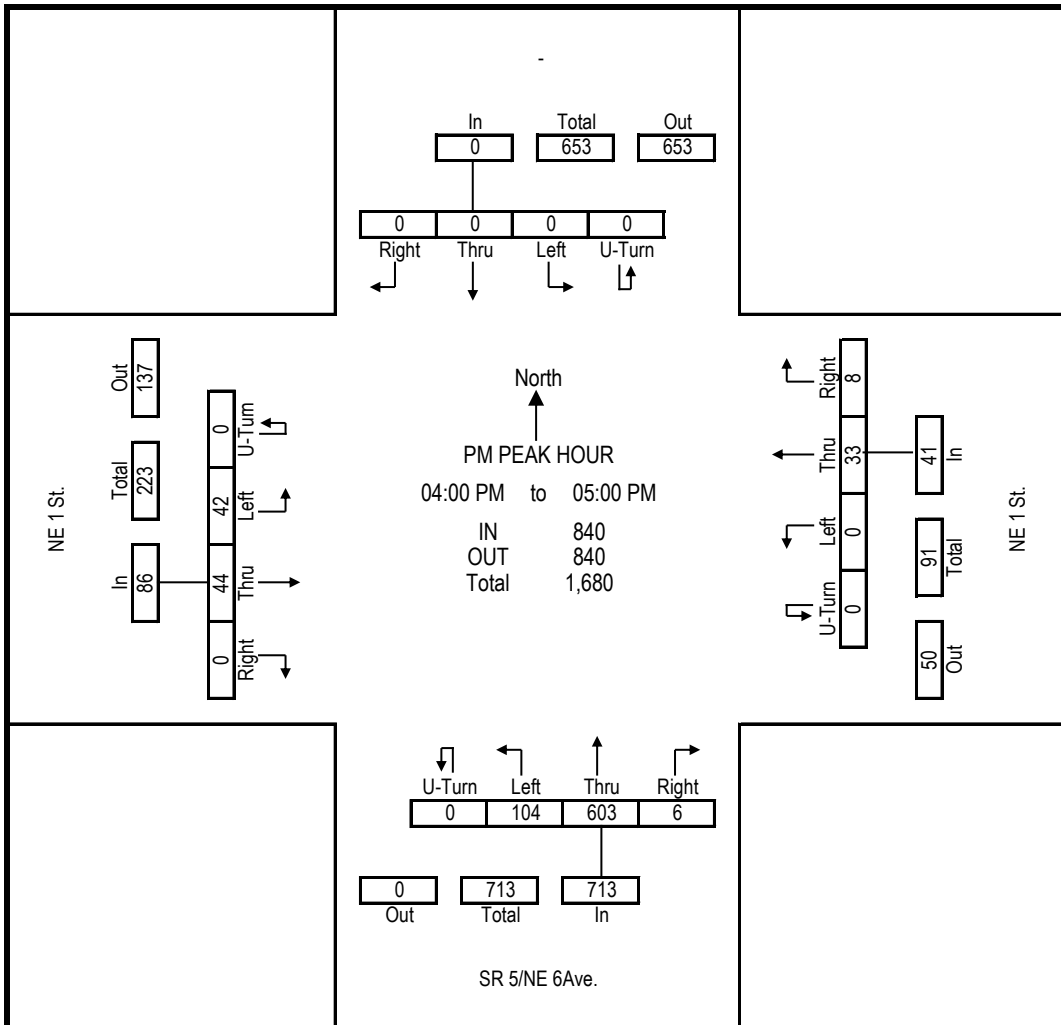 -
In Total Out
0 653 653
0 0 0 0
Right Thru Left U-Turn
NE 1 St.
Out Total In
137 223 86
0 42 44 0
U-Turn Left Thru Right
North
PM PEAK HOUR
04:00 PM to 05:00 PM
IN 840
OUT 840
Total 1,680
Right Thru Left U-Turn
8 33 0 0
41 91 50
In Total Out
NE 1 St.
U-Turn Left Thru Right
0 104 603 6
0 713 713
Out Total In
SR 5/NE 6Ave.